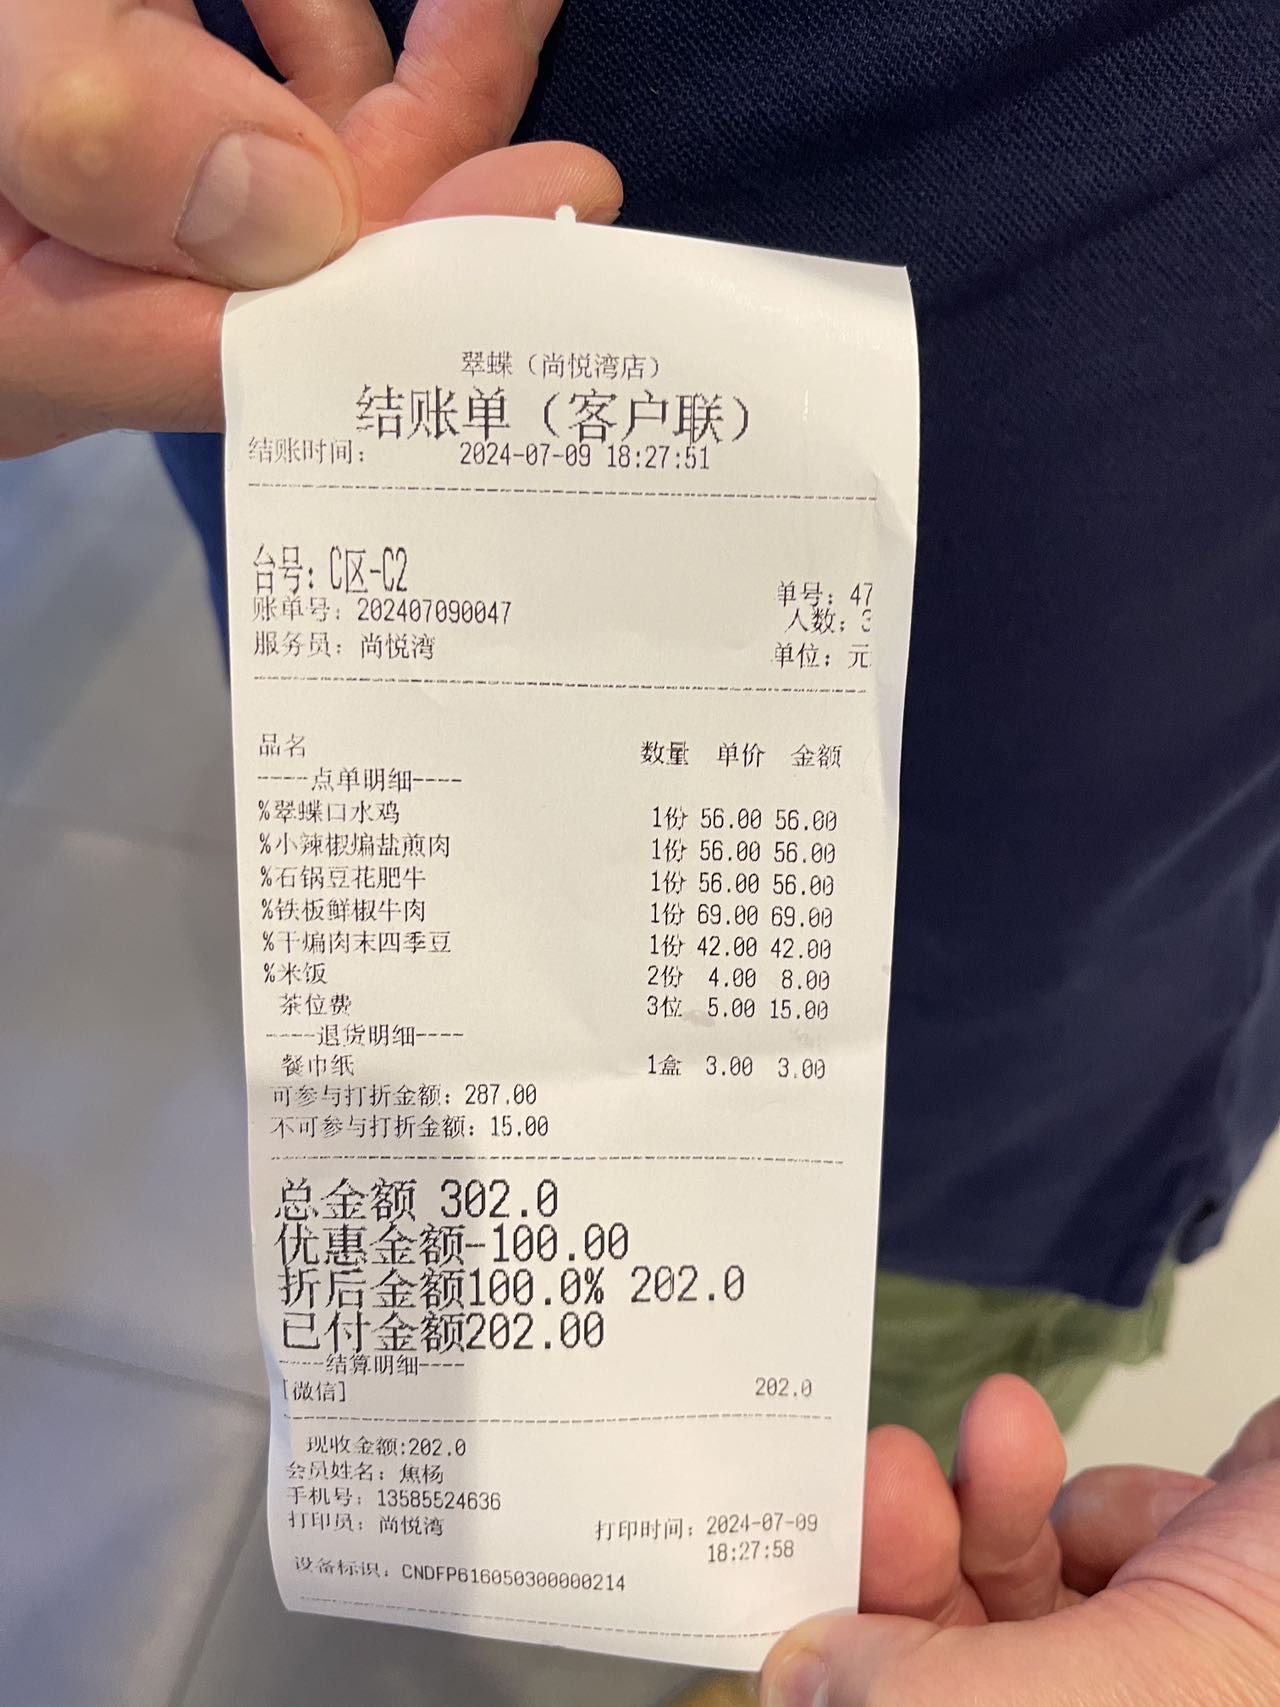 翠蝶（尚悦湾店）
结账单（客户联）
结账时间： 2024-07-09 18:27:51
台号：C区-C2
单号：47
账单号：202407090047
人数：3
服务员：尚悦湾
单位：元
品名 数量 单价 金额
----点单明细----
%翠蝶口水鸡 1份 56.00 56.00
%小辣椒煸盐煎肉 1份 56.00 56.00
%石锅豆花肥牛 1份 56.00 56.00
%铁板鲜椒牛肉 1份 69.00 69.00
%干煸肉末四季豆 1份 42.00 42.00
%米饭 2份 4.00 8.00
茶位费 3位 5.00 15.00
----退货明细----
餐巾纸 1盒 3.00 3.00
可参与打折金额：287.00
不可参与打折金额：15.00
总金额 302.0
优惠金额-100.00
折后金额100.0% 202.0
已付金额202.00
----结算明细----
[微信] 202.0
现收金额:202.0
会员姓名：焦杨
手机号：13585524636
打印员：尚悦湾 打印时间：2024-07-09
18:27:58
设备标识：CNDFP616050300000214